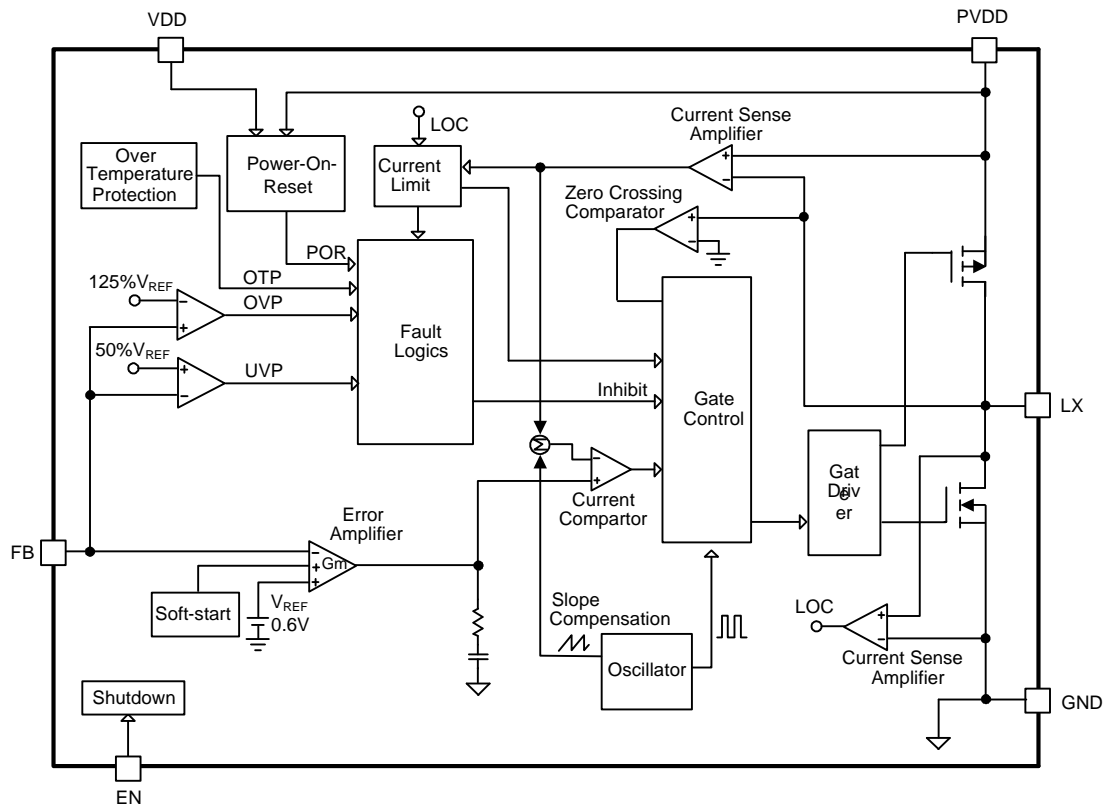 VDD
PVDD
LOC
Current Sense
Amplifier
Over
Temperature
Protection
Power-On-
Reset
Current
Limit
Zero Crossing
Comparator
POR
OTP
125%VREF
OVP
50%VREF
UVP
Fault
Logics
Inhibit
Gate
Control
LX
Σ
Current
Compartor
Gat
Driv
e
er
Error
Amplifier
FB
Gm
Soft-start
VREF
0.6V
Slope
Compensation
Oscillator
LOC
Current Sense
Amplifier
Shutdown
GND
EN